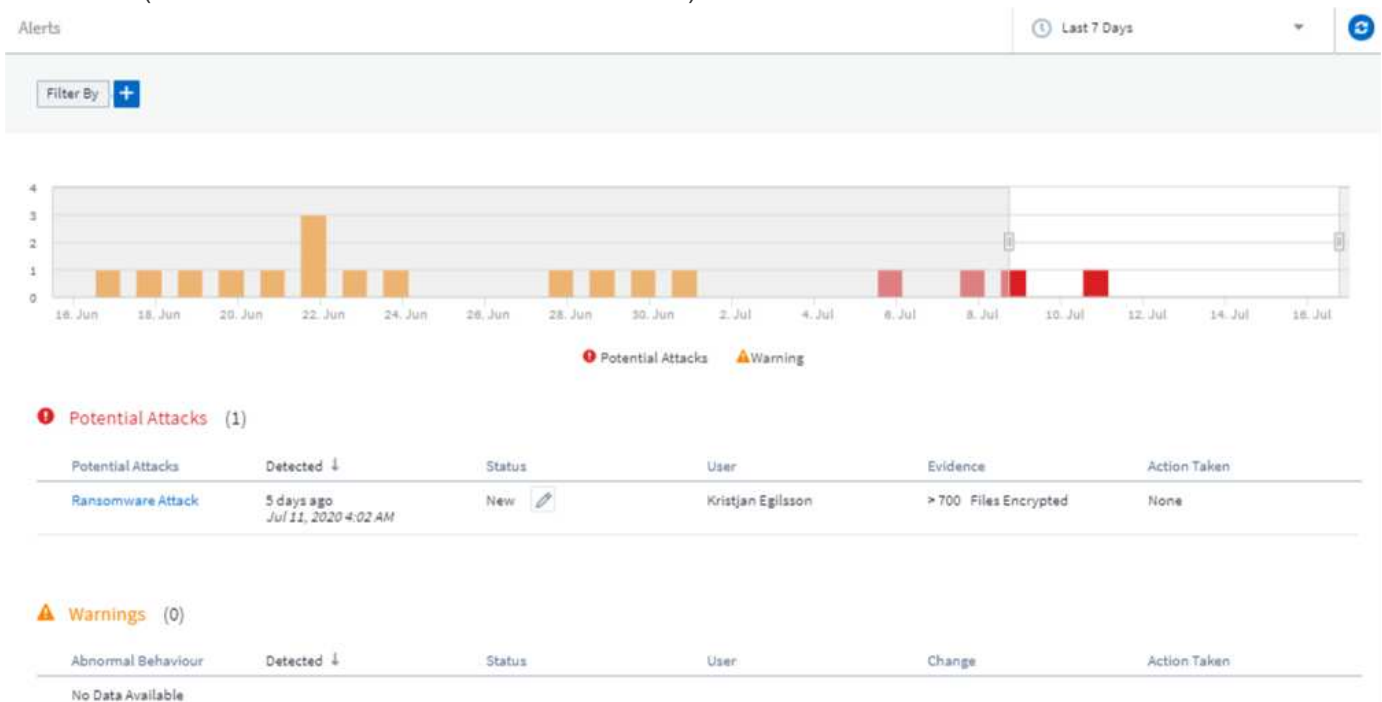 Alerts
Last 7 Days
Filter By +
4
3
2
1
0
16. Jun 18. Jun 20. Jun 22. Jun 24. Jun 26. Jun 28. Jun 30. Jun 2. Jul 4. Jul 6. Jul 8. Jul 10. Jul 12. Jul 14. Jul 16. Jul
Potential Attacks Warning
Potential Attacks (1)
Potential Attacks Detected ↓ Status User Evidence Action Taken
Ransomware Attack 5 days ago New Kristjan Egilsson > 700 Files Encrypted None
Jul 11, 2020 4:02 AM
Warnings (0)
Abnormal Behaviour Detected ↓ Status User Change Action Taken
No Data Available